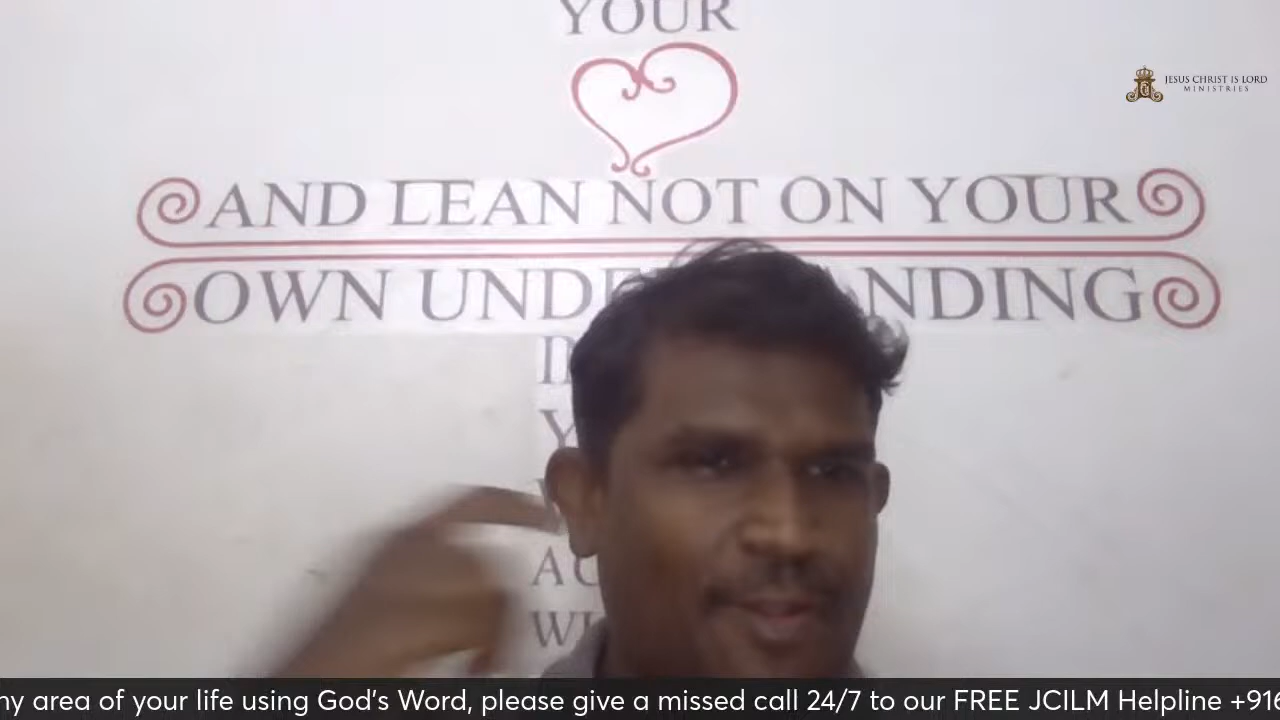 YOUR
JESUS CHRIST IS LORD
MINISTRIES
AND LEAN NOT ON YOUR
OWN UND ANDING
ny area of your life using God's Word, please give a missed call 24/7 to our FREE JCILM Helpline +916